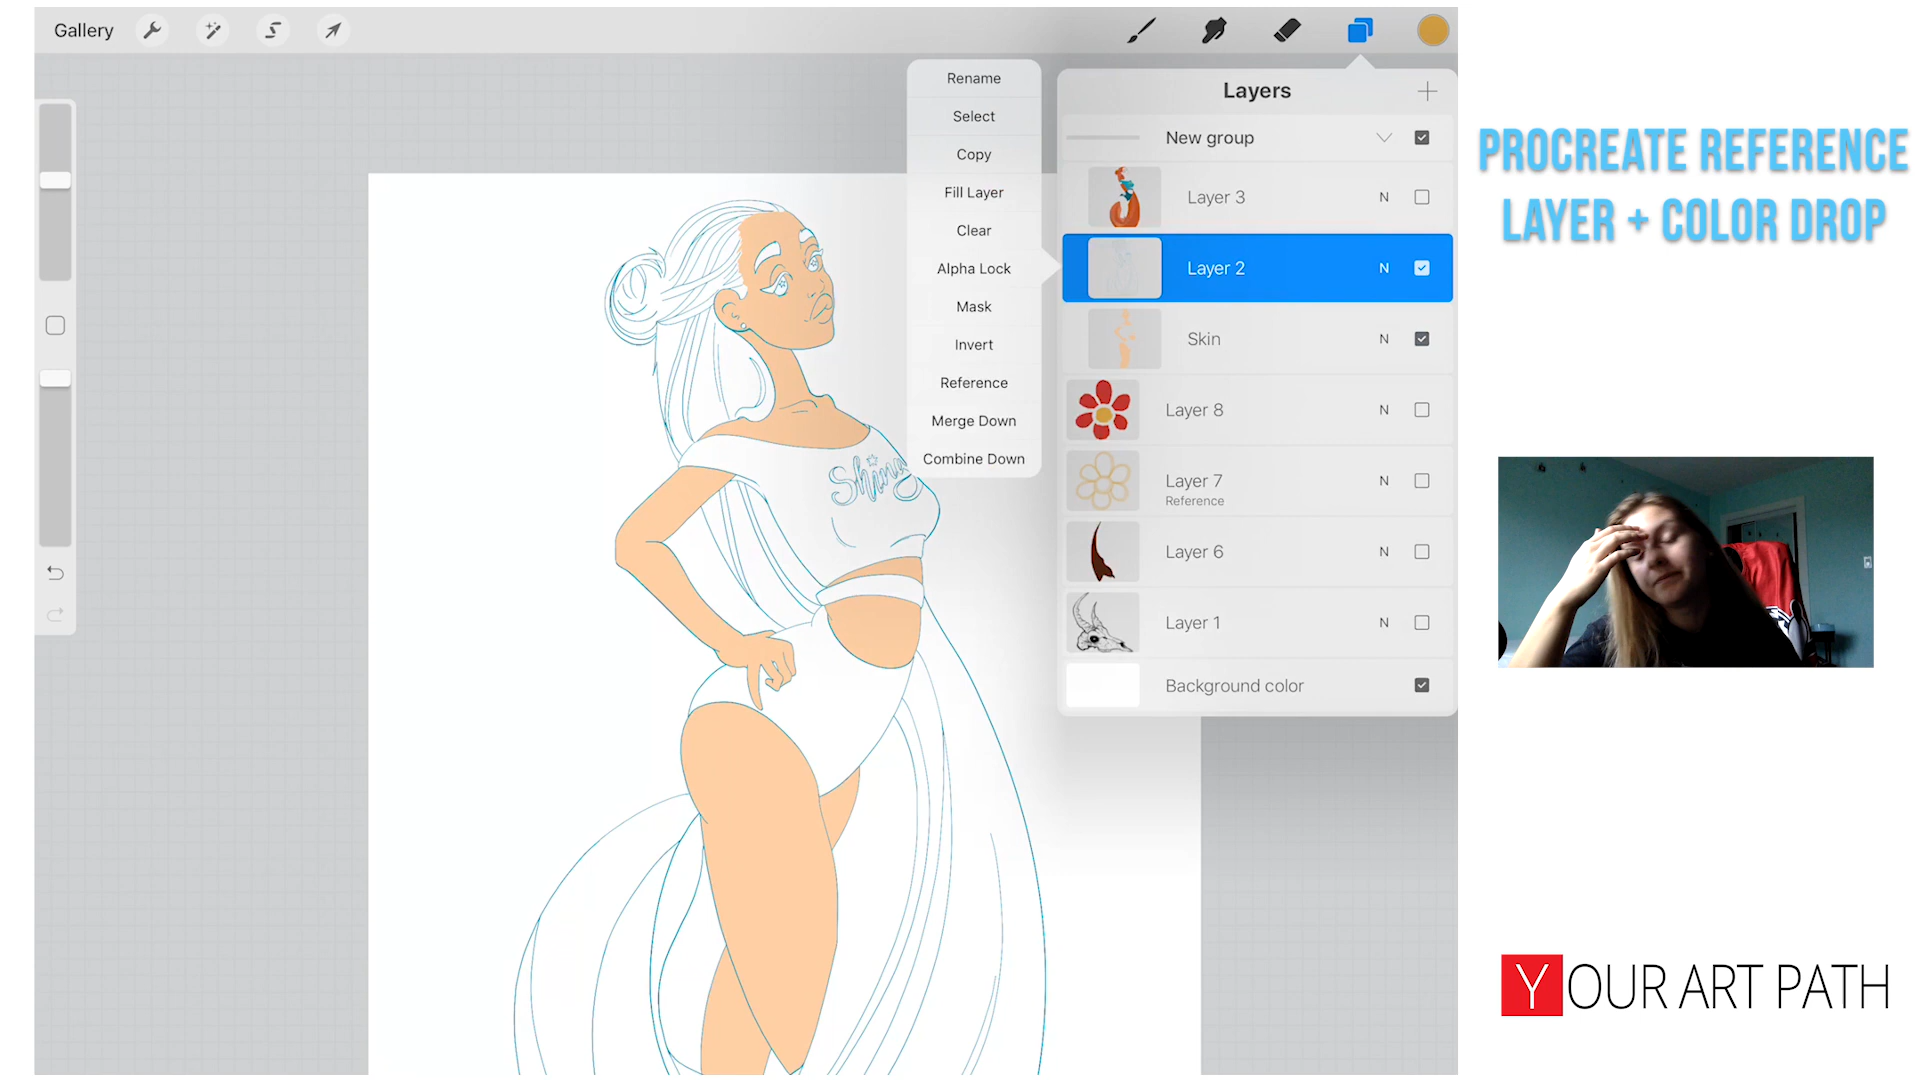 Gallery
Rename
Select
Copy
Fill Layer
Clear
Alpha Lock
Mask
Invert
Reference
Merge Down
Combine Down
Layers
New group
Layer 3 N
Layer 2 N
Skin N
Layer 8 N
Layer 7 N
Reference
Layer 6 N
Layer 1 N
Background color
Shing
PROCREATE REFERENCE
LAYER + COLOR DROP
YOUR ART PATH